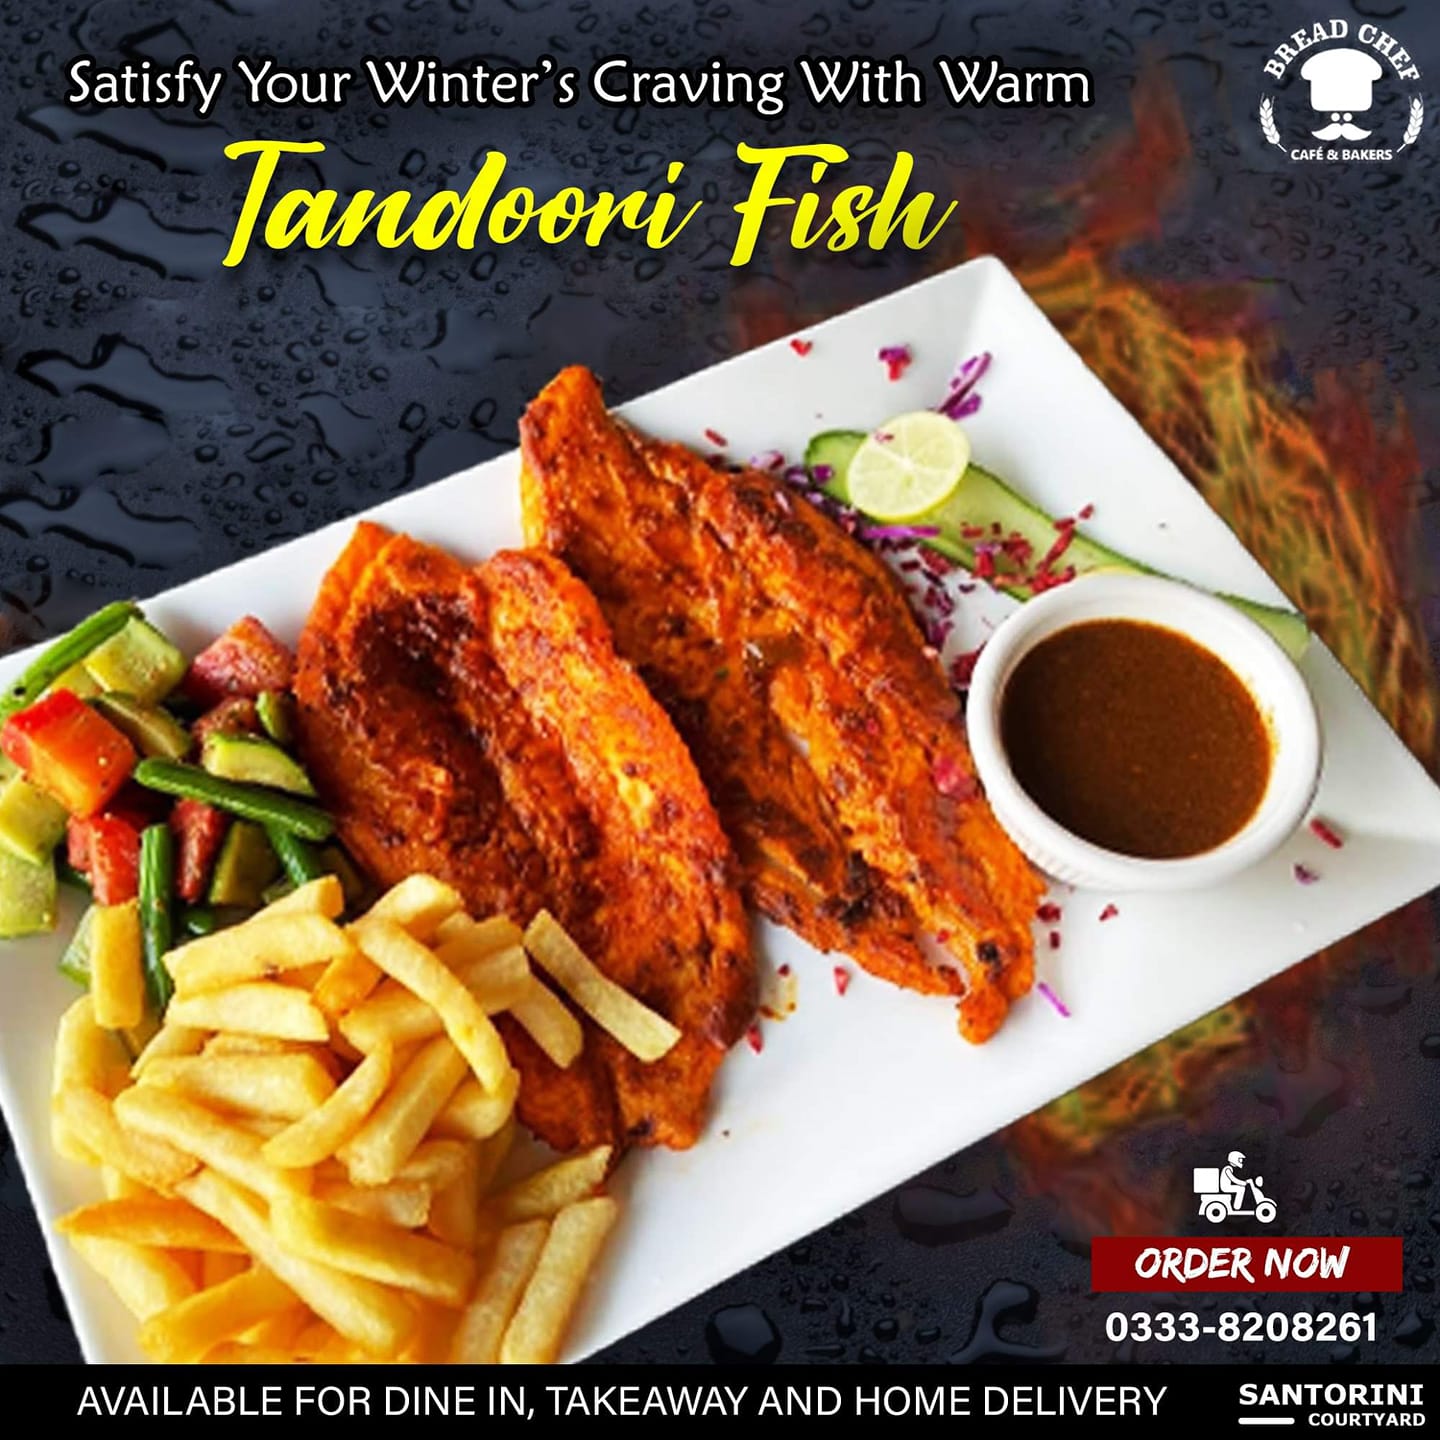 Satisfy Your Winter's Craving With Warm
Tandoori Fish
BREAD CHEF
CAFÉ & BAKERS
ORDER NOW
0333-8208261
AVAILABLE FOR DINE IN, TAKEAWAY AND HOME DELIVERY
SANTORINI
COURTYARD